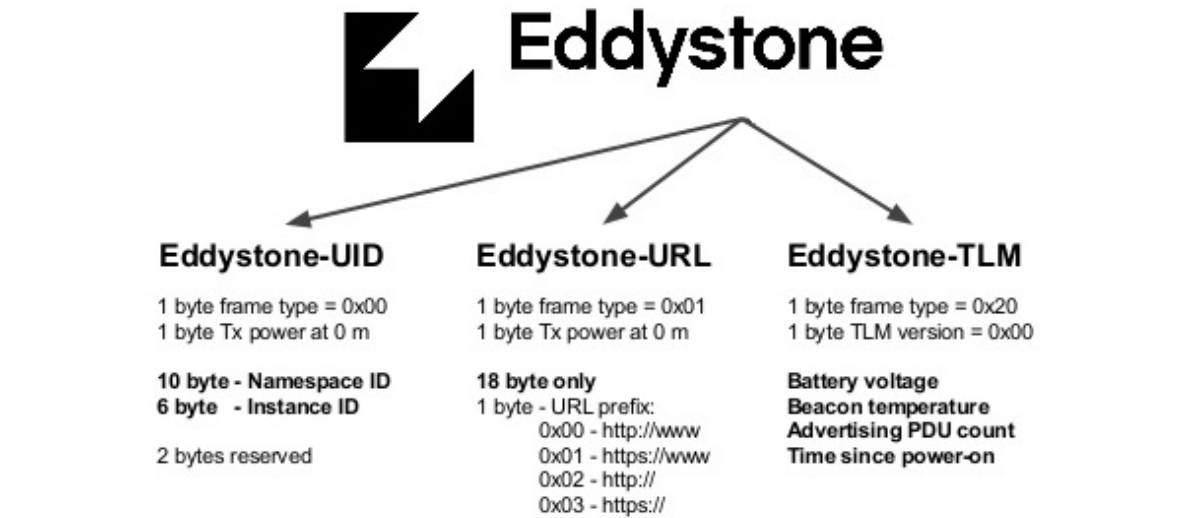 Eddystone
Eddystone-UID
1 byte frame type = 0x00
1 byte Tx power at 0 m
10 byte - Namespace ID
6 byte - Instance ID
2 bytes reserved
Eddystone-URL
1 byte frame type = 0x01
1 byte Tx power at 0 m
18 byte only
1 byte - URL prefix:
0x00 - http://www
0x01 - https://www
0x02 - http://
0x03 - https://
Eddystone-TLM
1 byte frame type = 0x20
1 byte TLM version = 0x00
Battery voltage
Beacon temperature
Advertising PDU count
Time since power-on